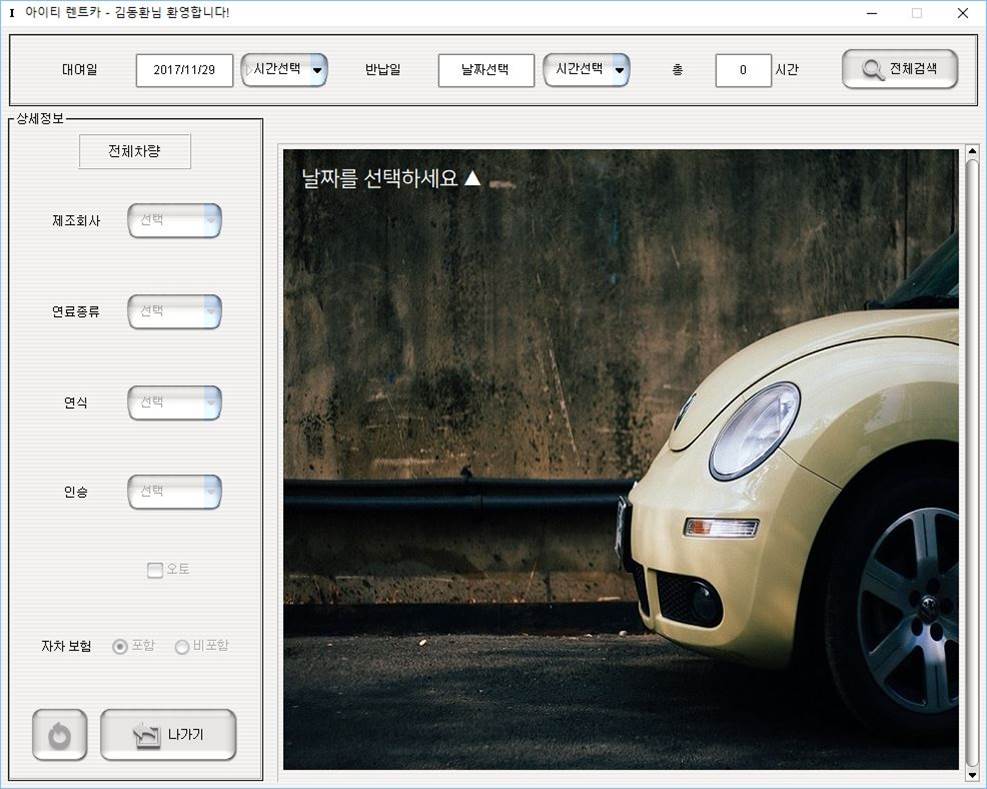 아이티 렌트카 - 김동환님 환영합니다!
대여일 2017/11/29 시간선택 반납일 날짜선택 시간선택 총 0 시간 전체검색
상세정보
전체차량
날짜를 선택하세요 ▲
제조회사 선택
연료종류 선택
연식 선택
인승 선택
오토
자차 보험 포함 비포함
나가기